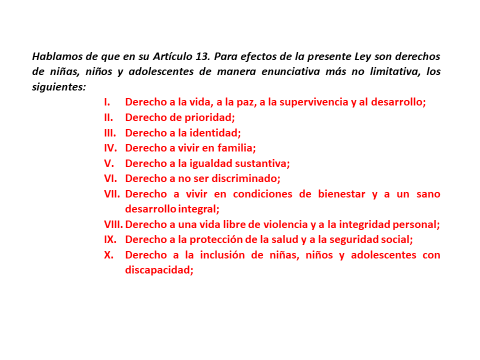 Hablamos de que en su Artículo 13. Para efectos de la presente Ley son derechos
de niñas, niños y adolescentes de manera enunciativa más no limitativa, los
siguientes:
I. Derecho a la vida, a la paz, a la supervivencia y al desarrollo;
II. Derecho de prioridad;
III. Derecho a la identidad;
IV. Derecho a vivir en familia;
V. Derecho a la igualdad sustantiva;
VI. Derecho a no ser discriminado;
VII. Derecho a vivir en condiciones de bienestar y a un sano
desarrollo integral;
VIII. Derecho a una vida libre de violencia y a la integridad personal;
IX. Derecho a la protección de la salud y a la seguridad social;
X. Derecho a la inclusión de niñas, niños y adolescentes con
discapacidad;